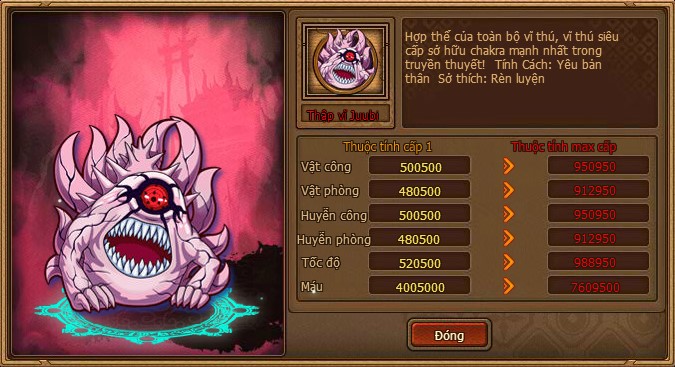 Hợp thể của toàn bộ vĩ thú, vĩ thú siêu
cấp sở hữu chakra mạnh nhất trong
truyền thuyết!  Tính Cách: Yêu bản
thân  Sở thích: Rèn luyện
Thập vĩ Juubi
Thuộc tính cấp 1 Thuộc tính max cấp
Vật công 500500 950950
Vật phòng 480500 912950
Huyễn công 500500 950950
Huyễn phòng 480500 912950
Tốc độ 520500 988950
Máu 4005000 7609500
Đóng